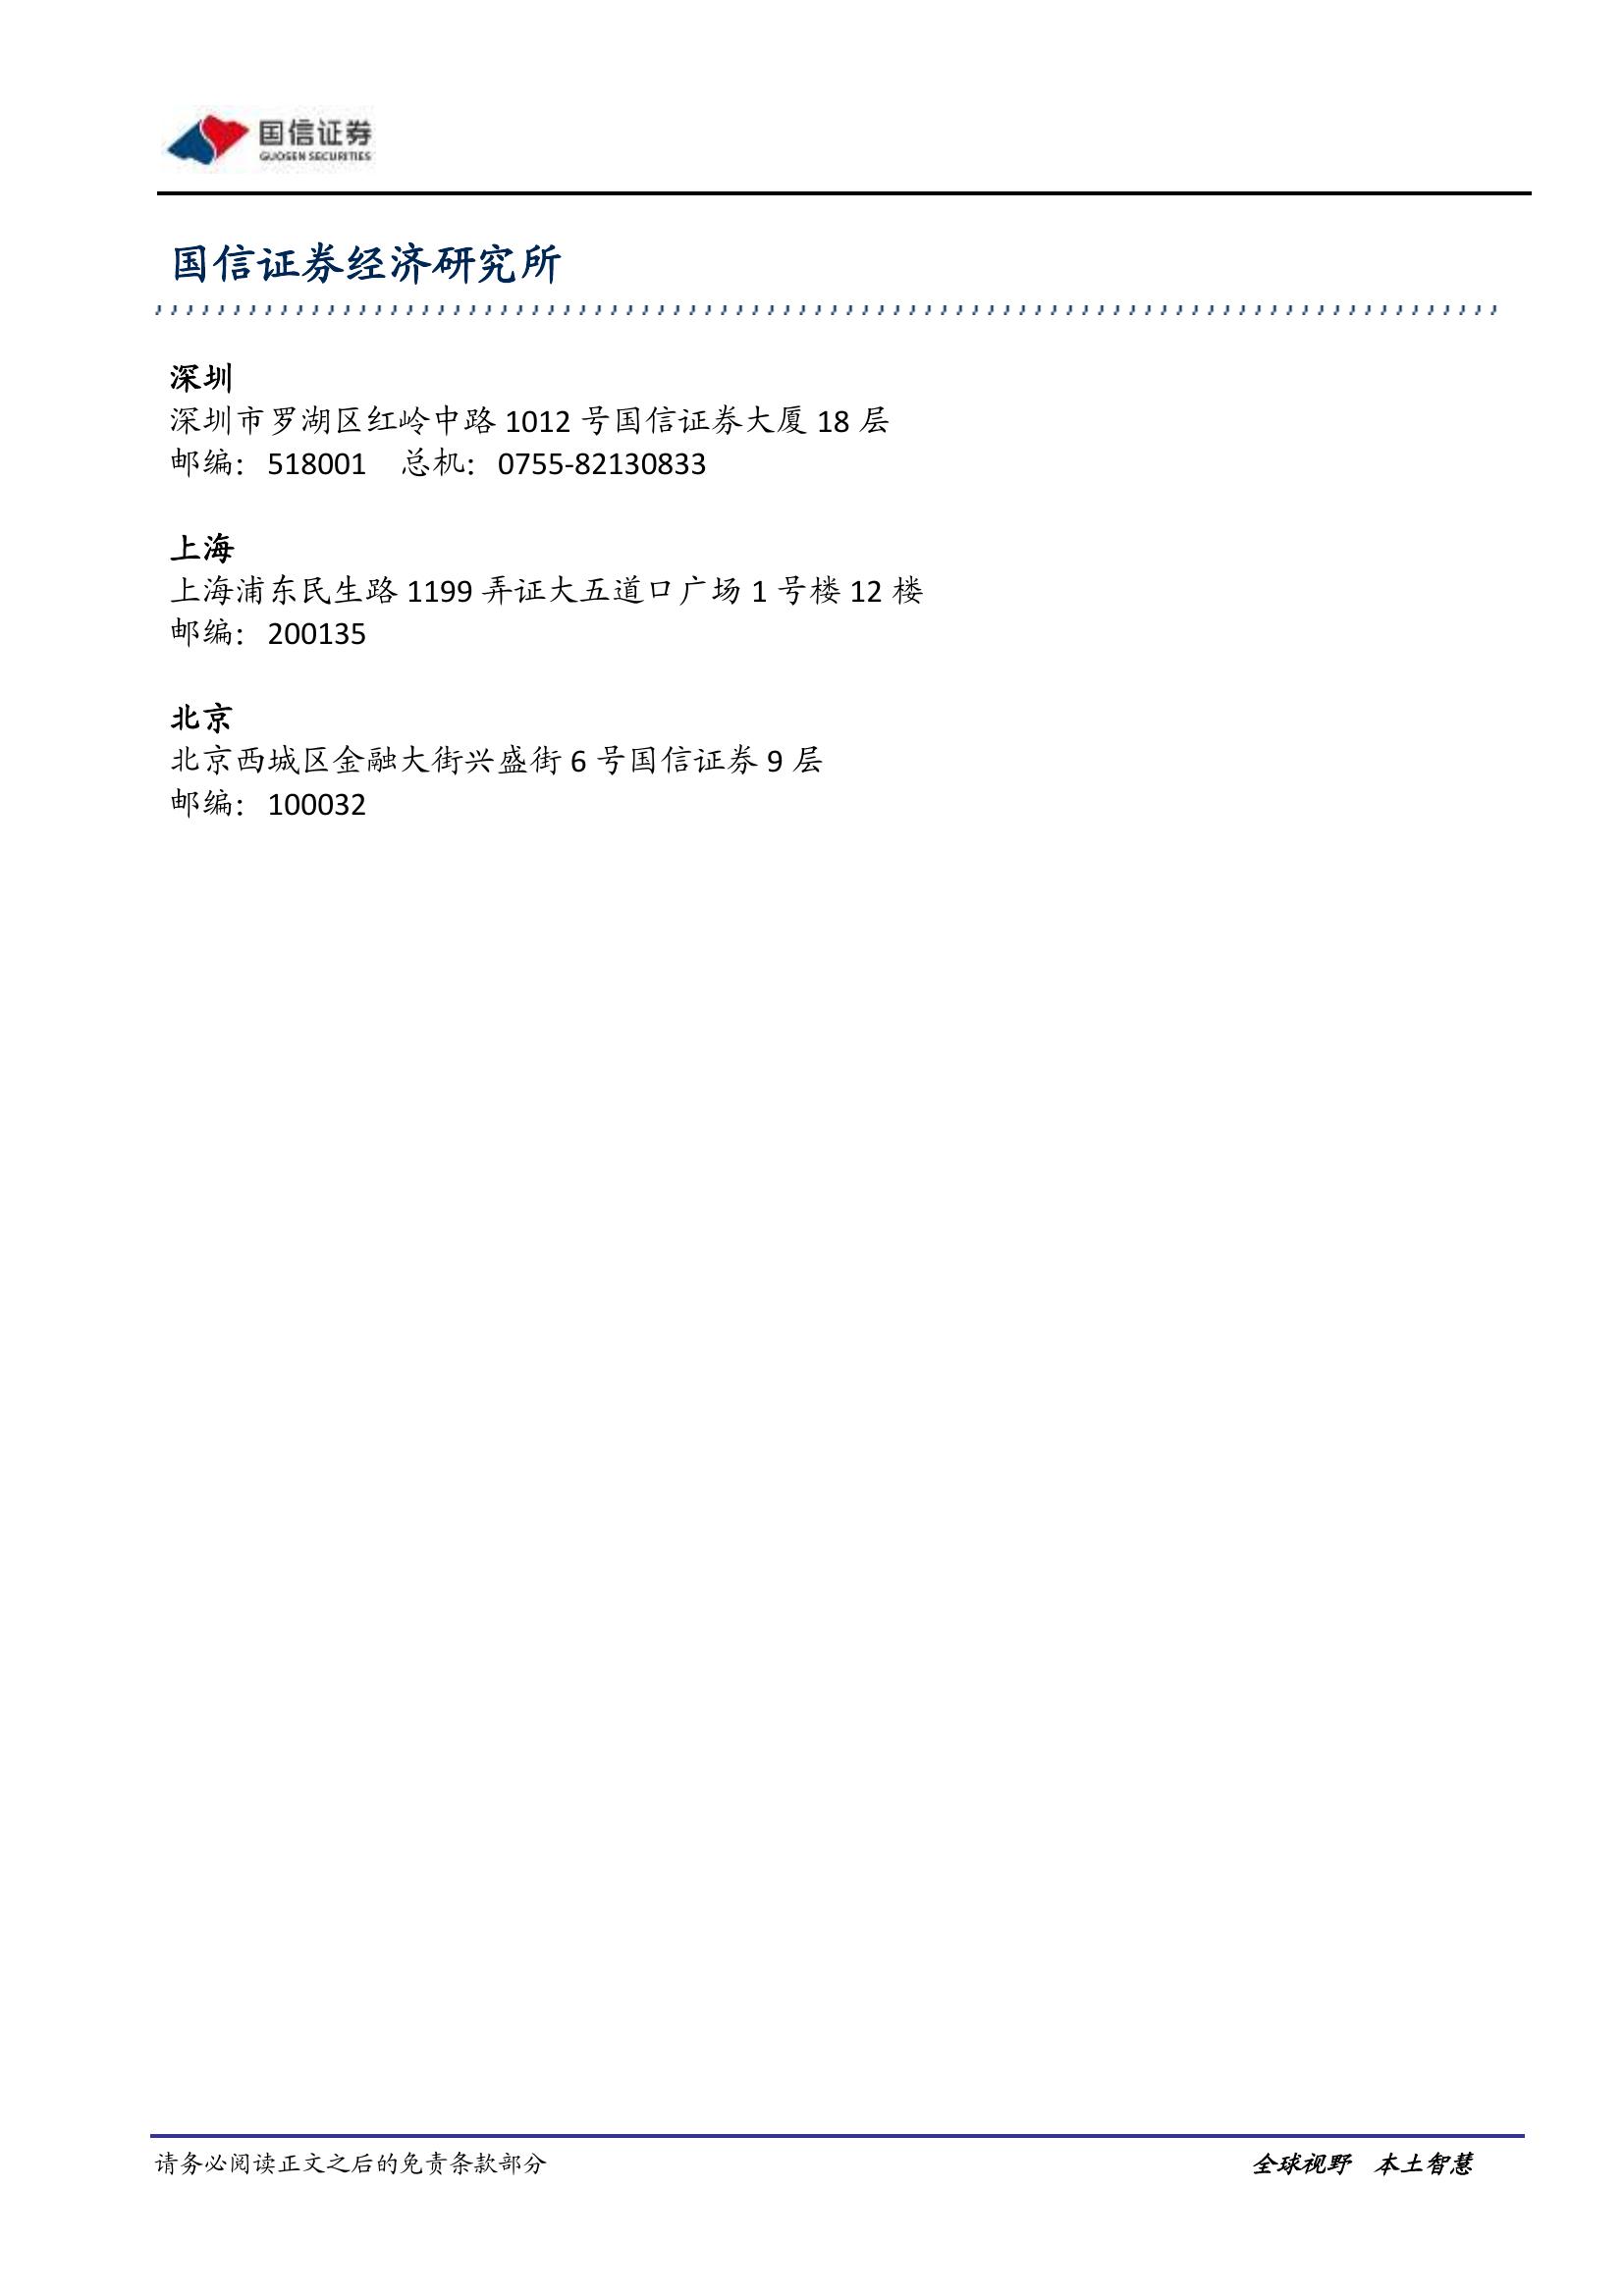 国信证券
GUOSEN SECURITIES
国信证券经济研究所
深圳
深圳市罗湖区红岭中路 1012 号国信证券大厦 18 层
邮编：518001 总机：0755-82130833
上海
上海浦东民生路 1199 弄证大五道口广场 1 号楼 12 楼
邮编：200135
北京
北京西城区金融大街兴盛街 6 号国信证券 9 层
邮编：100032
请务必阅读正文之后的免责条款部分
全球视野 本土智慧